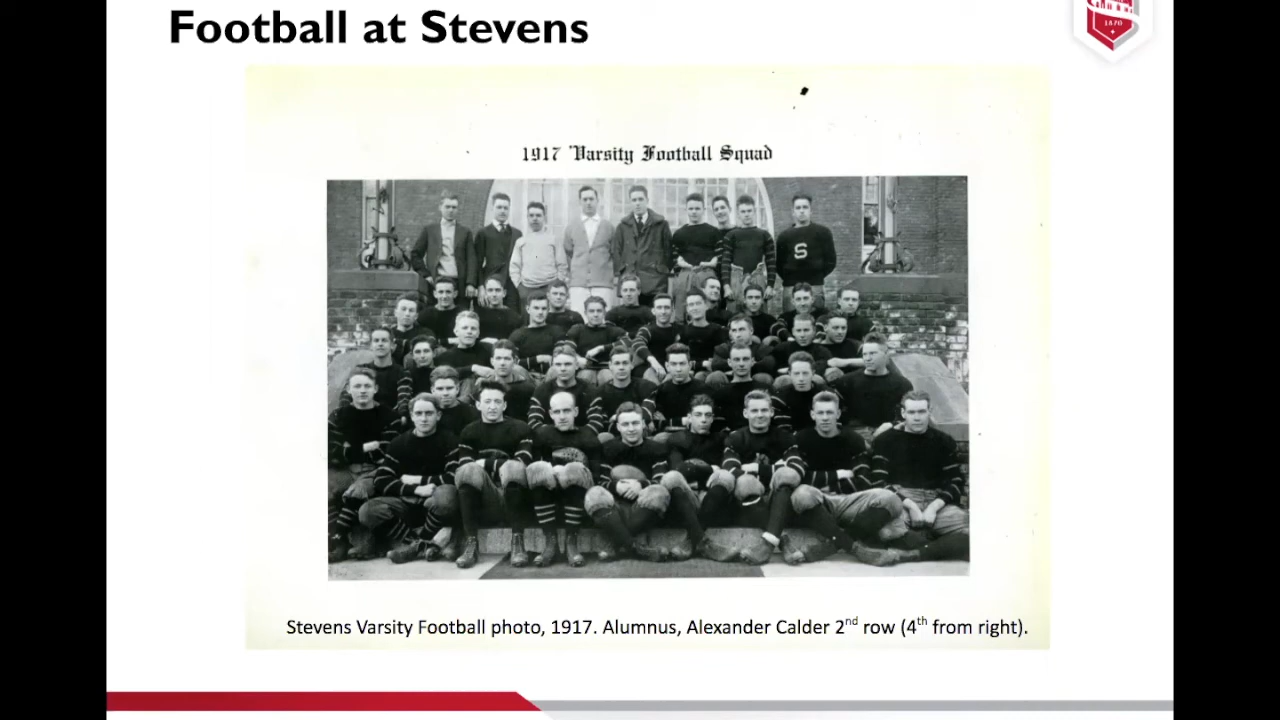 Football at Stevens
1870
1917 Varsity Football Squad
S
Stevens Varsity Football photo, 1917. Alumnus, Alexander Calder 2nd row (4th from right).